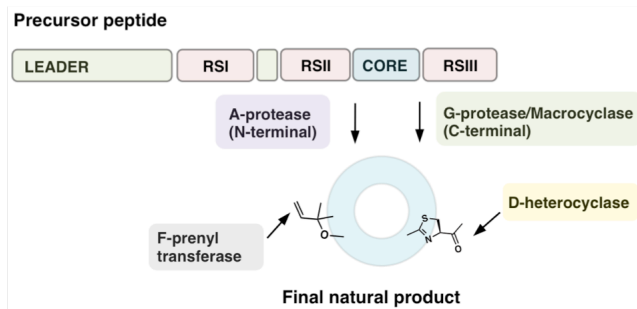 Precursor peptide
LEADER RSI RSII CORE RSIII
A-protease
(N-terminal)
G-protease/Macrocyclase
(C-terminal)
D-heterocyclase
F-prenyl
transferase
O
S
N
O
Final natural product